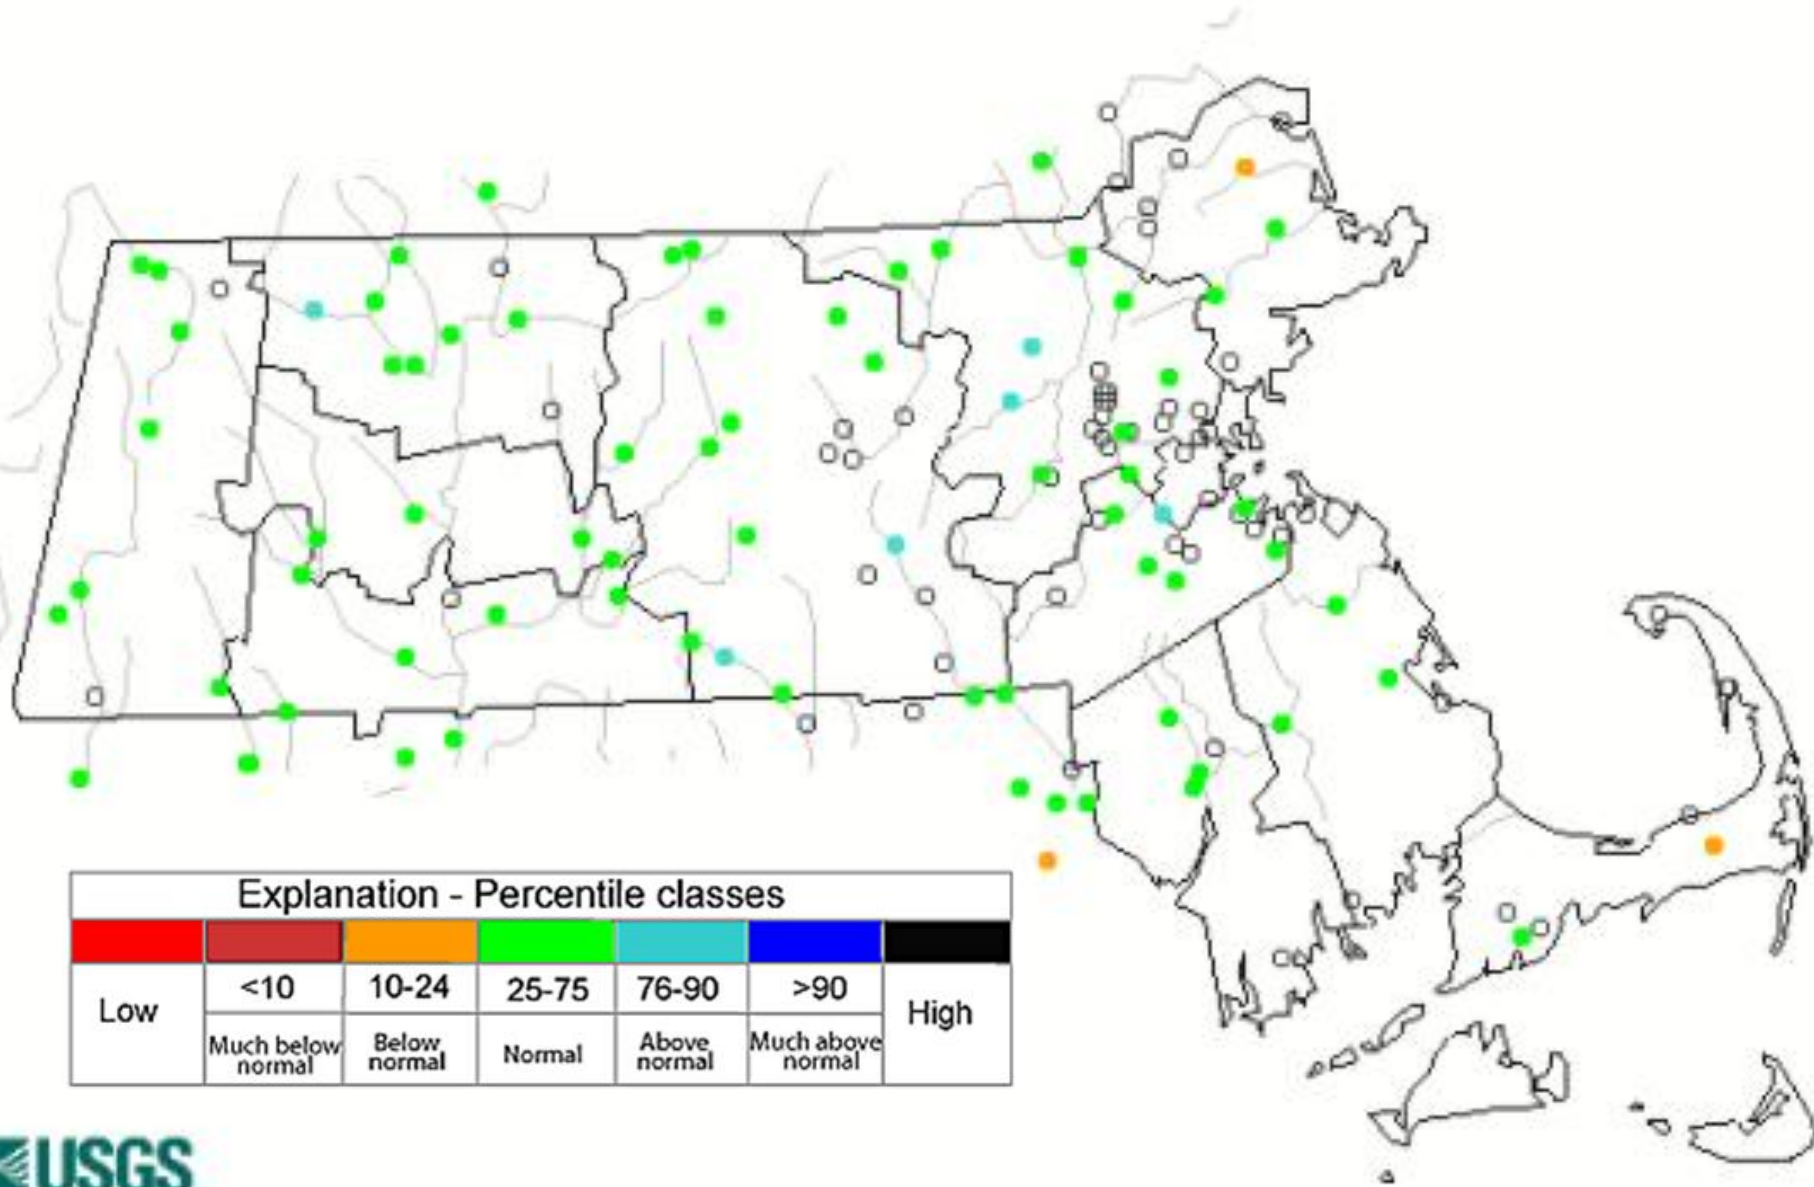 Explanation - Percentile classes
<10 10-24 25-75 76-90 >90
Low High
Much below normal Below normal Normal Above normal Much above normal
USGS